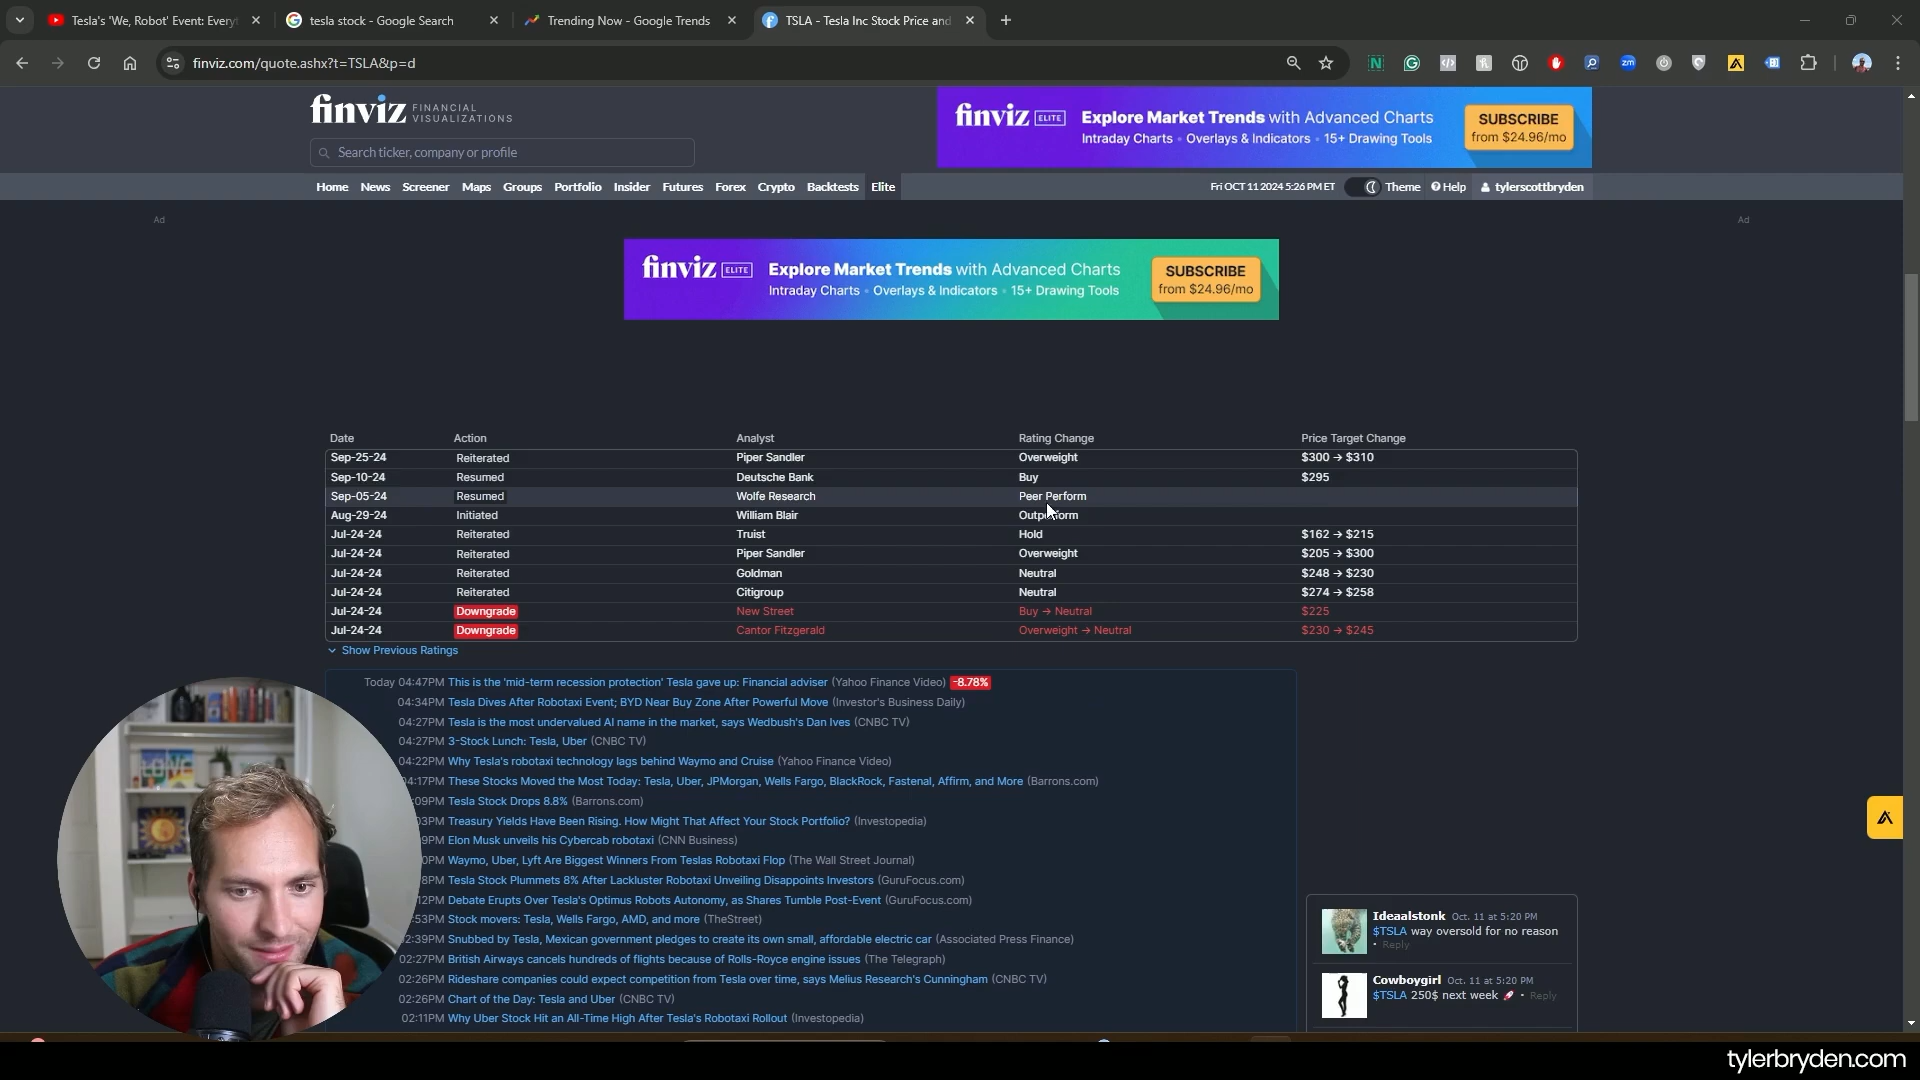 Tesla's 'We, Robot' Event: Every
tesla stock - Google Search
Trending Now - Google Trends
TSLA - Tesla Inc Stock Price and
finviz.com/quote.ashx?t=TSLA&p=d
finviz FINANCIAL VISUALIZATIONS
Search ticker, company or profile
finviz ELITE Explore Market Trends with Advanced Charts
Intraday Charts • Overlays & Indicators • 15+ Drawing Tools
SUBSCRIBE
from $24.96/mo
Home News Screener Maps Groups Portfolio Insider Futures Forex Crypto Backtests Elite
Fri OCT 11 2024 5:26 PM ET Theme Help tylerscottbryden
Ad
Ad
finviz ELITE Explore Market Trends with Advanced Charts
Intraday Charts • Overlays & Indicators • 15+ Drawing Tools
SUBSCRIBE
from $24.96/mo
Date Action Analyst Rating Change Price Target Change
Sep-25-24 Reiterated Piper Sandler Overweight $300 → $310
Sep-10-24 Resumed Deutsche Bank Buy $295
Sep-05-24 Resumed Wolfe Research Peer Perform
Aug-29-24 Initiated William Blair Outperform
Jul-24-24 Reiterated Truist Hold $162 → $215
Jul-24-24 Reiterated Piper Sandler Overweight $205 → $300
Jul-24-24 Reiterated Goldman Neutral $248 → $230
Jul-24-24 Reiterated Citigroup Neutral $274 → $258
Jul-24-24 Downgrade New Street Buy → Neutral $225
Jul-24-24 Downgrade Cantor Fitzgerald Overweight → Neutral $230 → $245
Show Previous Ratings
Today 04:47PM This is the 'mid-term recession protection' Tesla gave up: Financial adviser (Yahoo Finance Video) -8.78%
04:34PM Tesla Dives After Robotaxi Event; BYD Near Buy Zone After Powerful Move (Investor's Business Daily)
04:27PM Tesla is the most undervalued AI name in the market, says Wedbush's Dan Ives (CNBC TV)
04:27PM 3-Stock Lunch: Tesla, Uber (CNBC TV)
04:22PM Why Tesla's robotaxi technology lags behind Waymo and Cruise (Yahoo Finance Video)
4:17PM These Stocks Moved the Most Today: Tesla, Uber, JPMorgan, Wells Fargo, BlackRock, Fastenal, Affirm, and More (Barrons.com)
:09PM Tesla Stock Drops 8.8% (Barrons.com)
03PM Treasury Yields Have Been Rising. How Might That Affect Your Stock Portfolio? (Investopedia)
9PM Elon Musk unveils his Cybercab robotaxi (CNN Business)
0PM Waymo, Uber, Lyft Are Biggest Winners From Teslas Robotaxi Flop (The Wall Street Journal)
8PM Tesla Stock Plummets 8% After Lackluster Robotaxi Unveiling Disappoints Investors (GuruFocus.com)
12PM Debate Erupts Over Tesla's Optimus Robots Autonomy, as Shares Tumble Post-Event (GuruFocus.com)
:53PM Stock movers: Tesla, Wells Fargo, AMD, and more (TheStreet)
2:39PM Snubbed by Tesla, Mexican government pledges to create its own small, affordable electric car (Associated Press Finance)
02:27PM British Airways cancels hundreds of flights because of Rolls-Royce engine issues (The Telegraph)
02:26PM Rideshare companies could expect competition from Tesla over time, says Melius Research's Cunningham (CNBC TV)
02:26PM Chart of the Day: Tesla and Uber (CNBC TV)
02:11PM Why Uber Stock Hit an All-Time High After Tesla's Robotaxi Rollout (Investopedia)
Ideaalstonk Oct. 11 at 5:20 PM
$TSLA way oversold for no reason
• Reply
Cowboygirl Oct. 11 at 5:20 PM
$TSLA 250$ next week 🚀 • Reply
tylerbryden.com